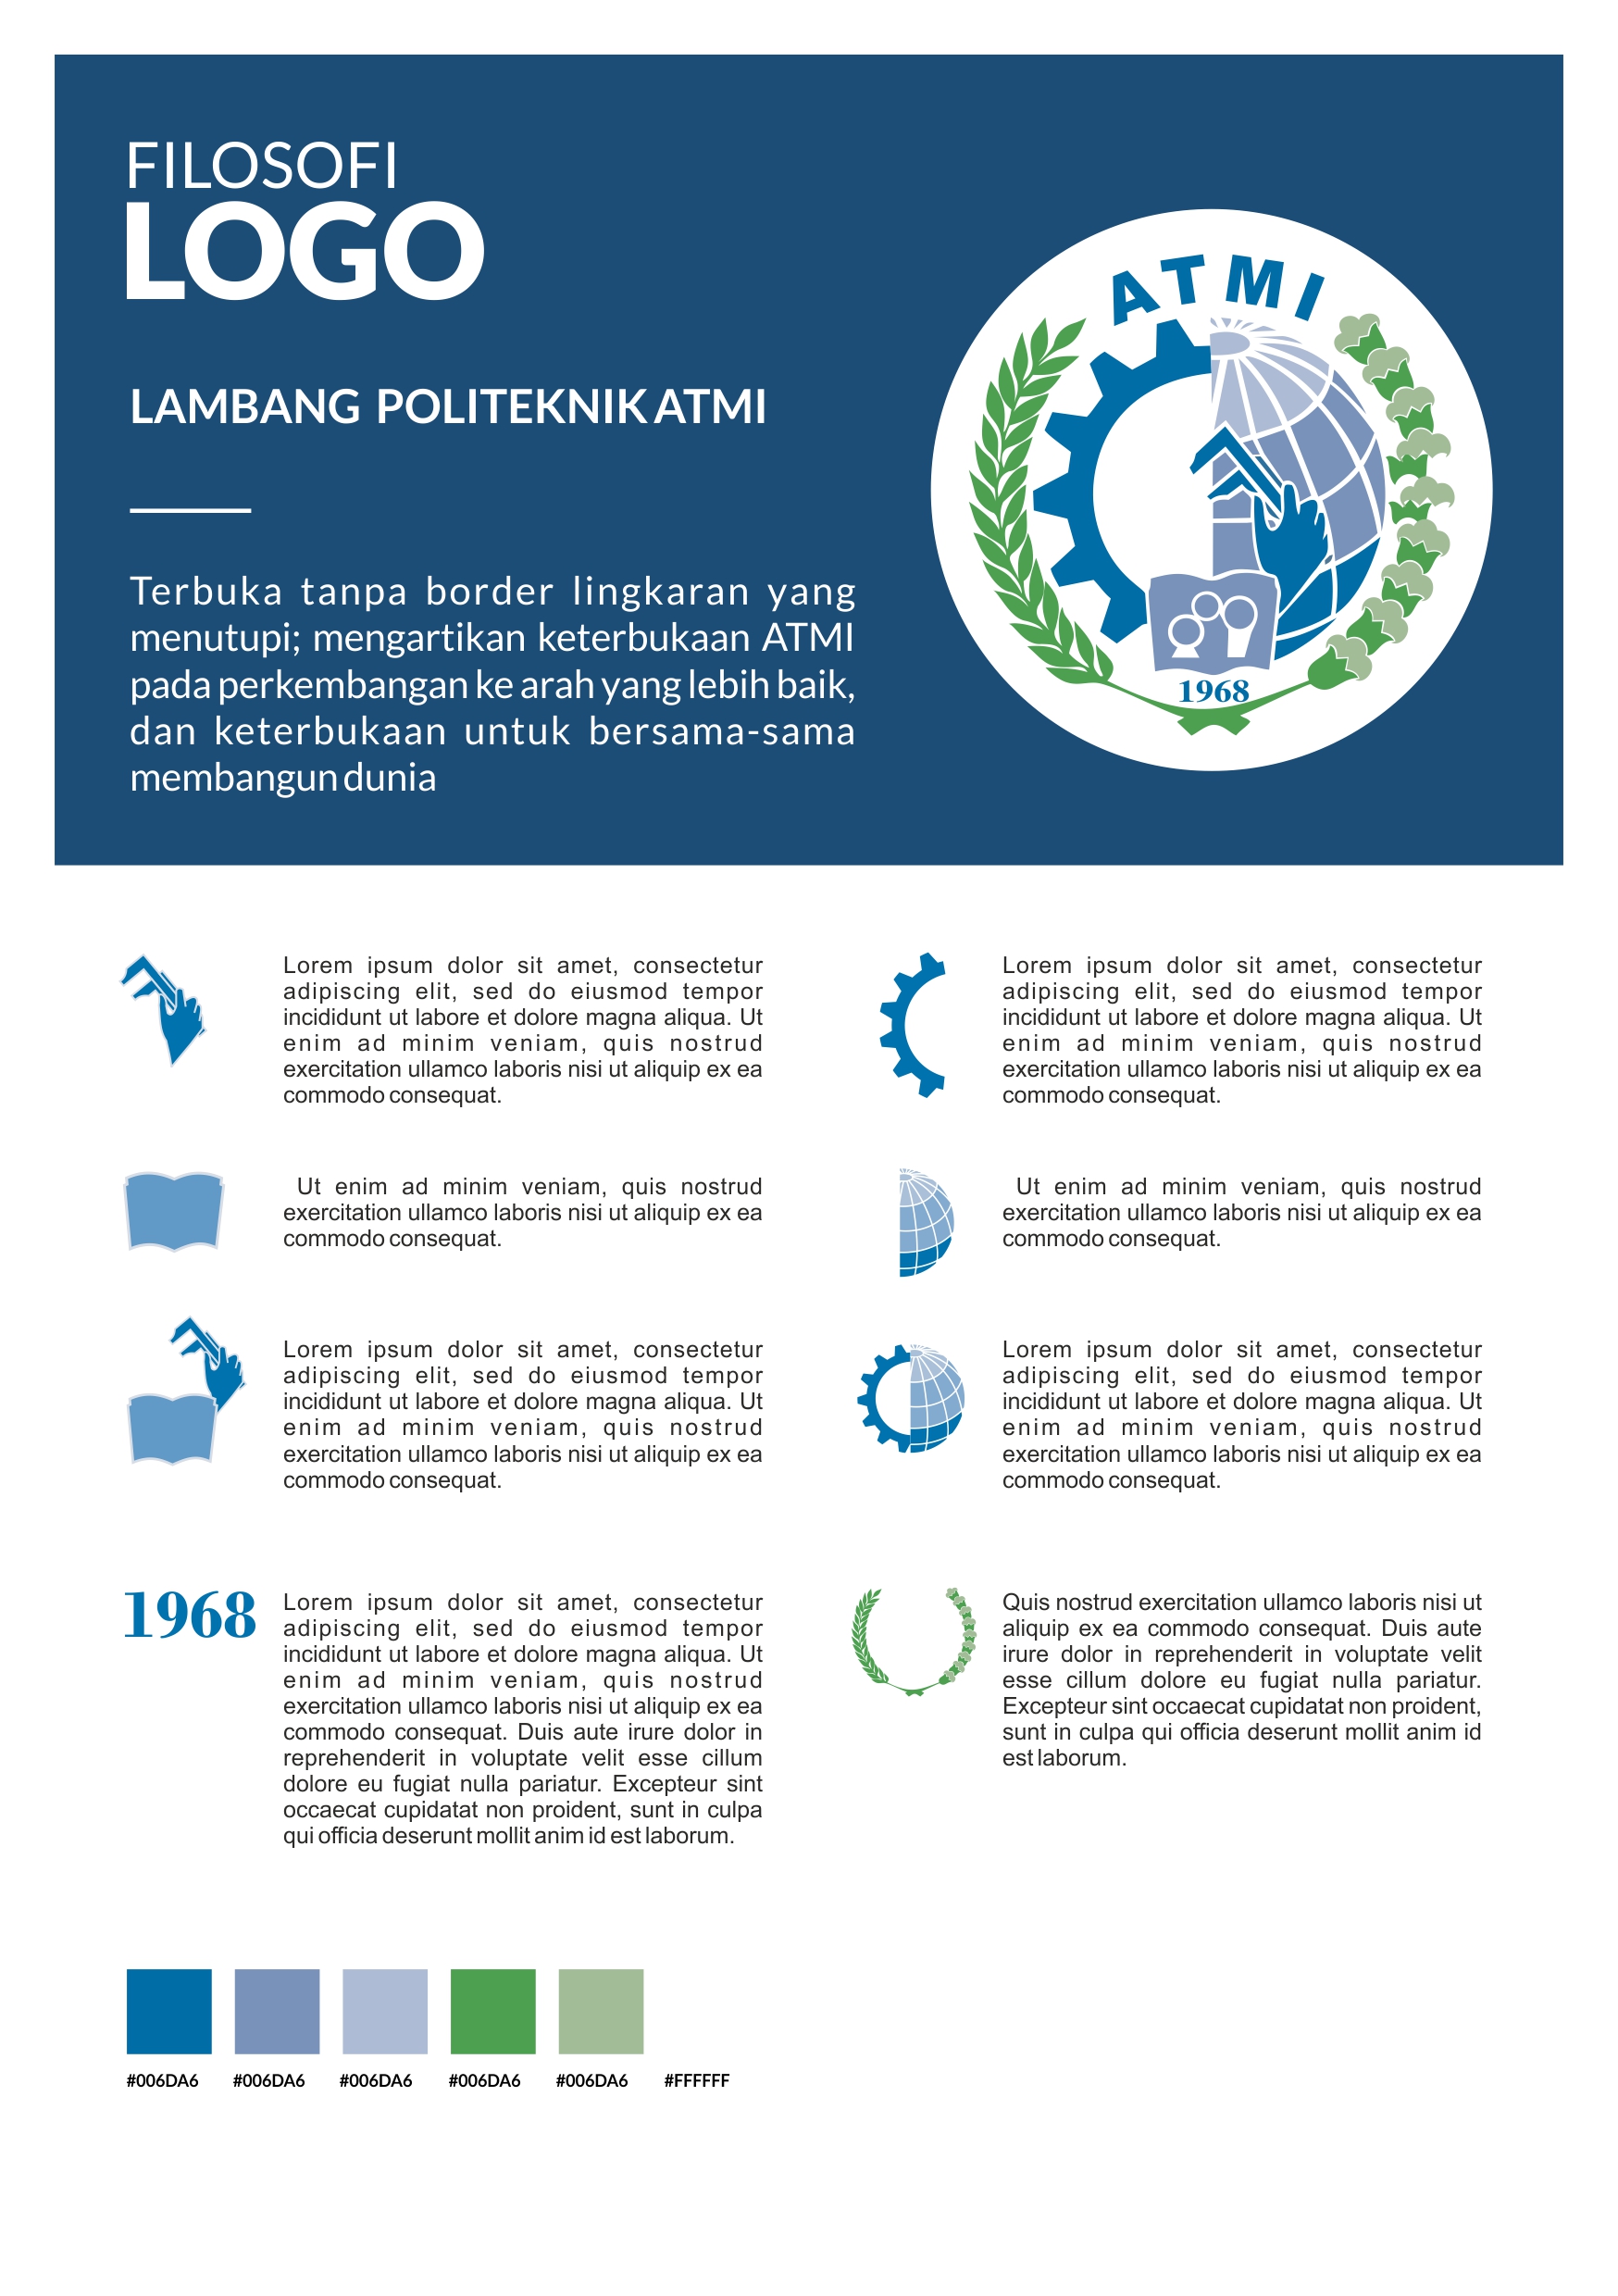 FILOSOFI
LOGO
LAMBANG POLITEKNIK ATMI
Terbuka tanpa border lingkaran yang
menutupi; mengartikan keterbukaan ATMI
pada perkembangan ke arah yang lebih baik,
dan keterbukaan untuk bersama-sama
membangun dunia
ATMI
1968
Lorem ipsum dolor sit amet, consectetur
adipiscing elit, sed do eiusmod tempor
incididunt ut labore et dolore magna aliqua. Ut
enim ad minim veniam, quis nostrud
exercitation ullamco laboris nisi ut aliquip ex ea
commodo consequat.
Lorem ipsum dolor sit amet, consectetur
adipiscing elit, sed do eiusmod tempor
incididunt ut labore et dolore magna aliqua. Ut
enim ad minim veniam, quis nostrud
exercitation ullamco laboris nisi ut aliquip ex ea
commodo consequat.
Ut enim ad minim veniam, quis nostrud
exercitation ullamco laboris nisi ut aliquip ex ea
commodo consequat.
Ut enim ad minim veniam, quis nostrud
exercitation ullamco laboris nisi ut aliquip ex ea
commodo consequat.
Lorem ipsum dolor sit amet, consectetur
adipiscing elit, sed do eiusmod tempor
incididunt ut labore et dolore magna aliqua. Ut
enim ad minim veniam, quis nostrud
exercitation ullamco laboris nisi ut aliquip ex ea
commodo consequat.
Lorem ipsum dolor sit amet, consectetur
adipiscing elit, sed do eiusmod tempor
incididunt ut labore et dolore magna aliqua. Ut
enim ad minim veniam, quis nostrud
exercitation ullamco laboris nisi ut aliquip ex ea
commodo consequat.
1968
Lorem ipsum dolor sit amet, consectetur
adipiscing elit, sed do eiusmod tempor
incididunt ut labore et dolore magna aliqua. Ut
enim ad minim veniam, quis nostrud
exercitation ullamco laboris nisi ut aliquip ex ea
commodo consequat. Duis aute irure dolor in
reprehenderit in voluptate velit esse cillum
dolore eu fugiat nulla pariatur. Excepteur sint
occaecat cupidatat non proident, sunt in culpa
qui officia deserunt mollit anim id est laborum.
Quis nostrud exercitation ullamco laboris nisi ut
aliquip ex ea commodo consequat. Duis aute
irure dolor in reprehenderit in voluptate velit
esse cillum dolore eu fugiat nulla pariatur.
Excepteur sint occaecat cupidatat non proident,
sunt in culpa qui officia deserunt mollit anim id
est laborum.
#006DA6 #006DA6 #006DA6 #006DA6 #006DA6 #FFFFFF